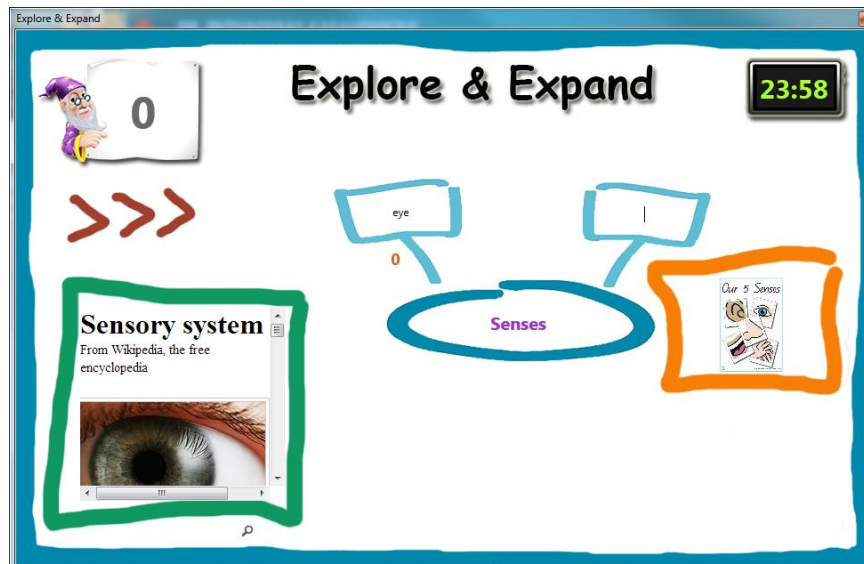 Explore & Expand
0
Explore & Expand
23:58
eye
0
Senses
Our 5 Senses
Sensory system
From Wikipedia, the free
encyclopedia